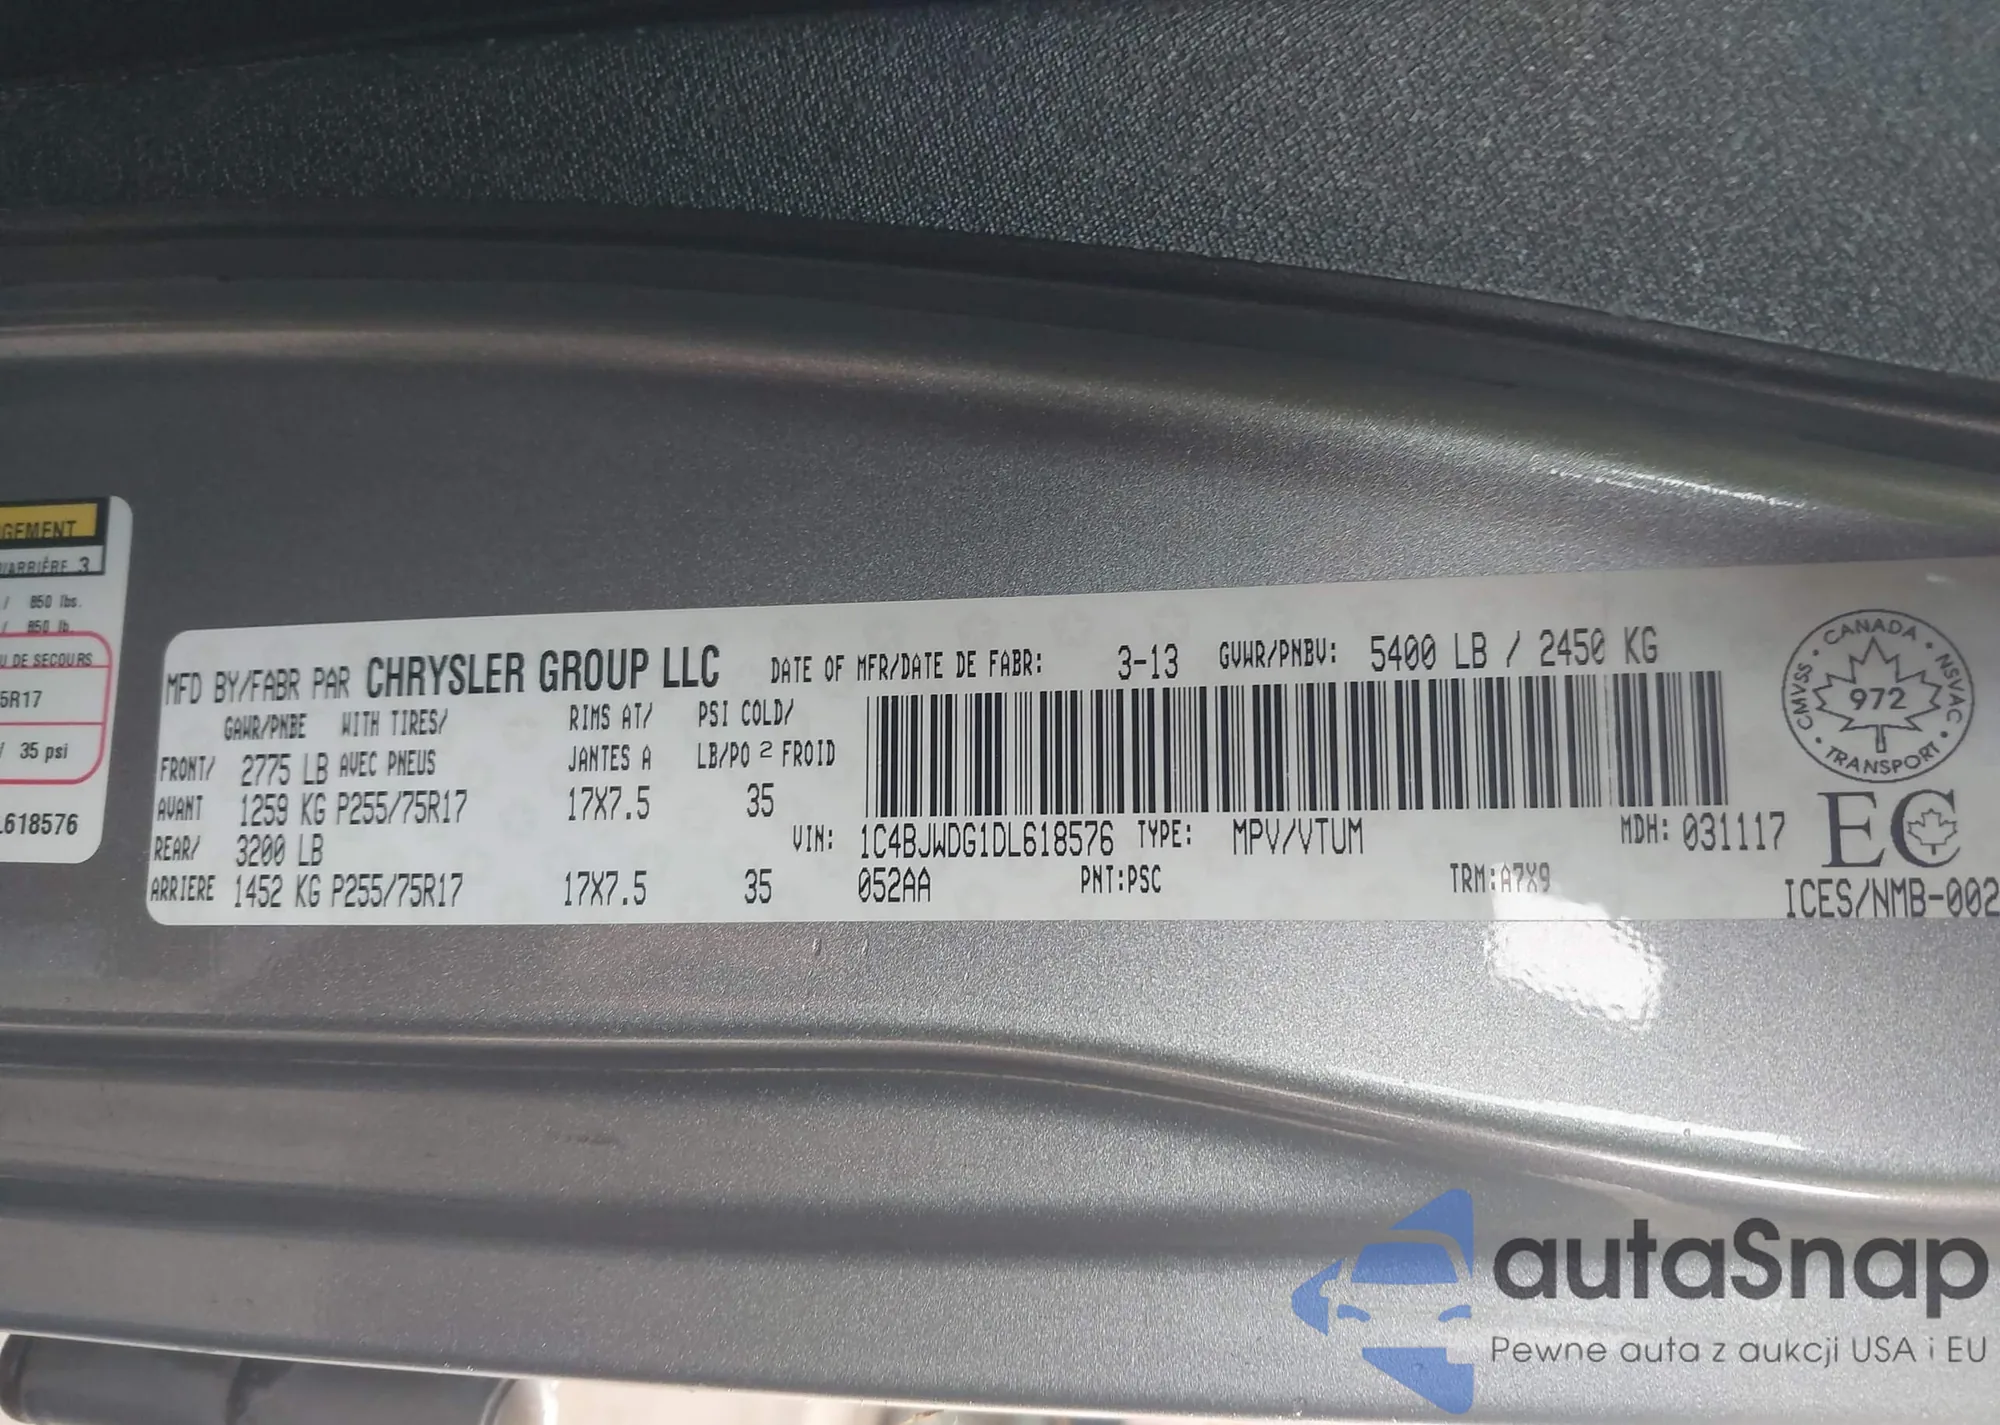 GEMENT
/ARRIÈRE 3
/ 850 lbs.
/ 850 lb.
U DE SECOURS
5R17
/ 35 psi
L618576
MFD BY/FABR PAR CHRYSLER GROUP LLC DATE OF MFR/DATE DE FABR: 3-13 GVWR/PNBV: 5400 LB / 2450 KG
GAWR/PNBE WITH TIRES/ RIMS AT/ PSI COLD/
FRONT/ 2775 LB AVEC PNEUS JANTES A LB/PO 2 FROID
AVANT 1259 KG P255/75R17 17X7.5 35
REAR/ 3200 LB VIN: 1C4BJWDG1DL618576 TYPE: MPV/VTUM MDH: 031117
ARRIERE 1452 KG P255/75R17 17X7.5 35 052AA PNT:PSC TRM:A7X9
CANADA
CMVSS • NSVAC
972
TRANSPORT
EC
ICES/NMB-002
autaSnap
Pewne auta z aukcji USA i EU